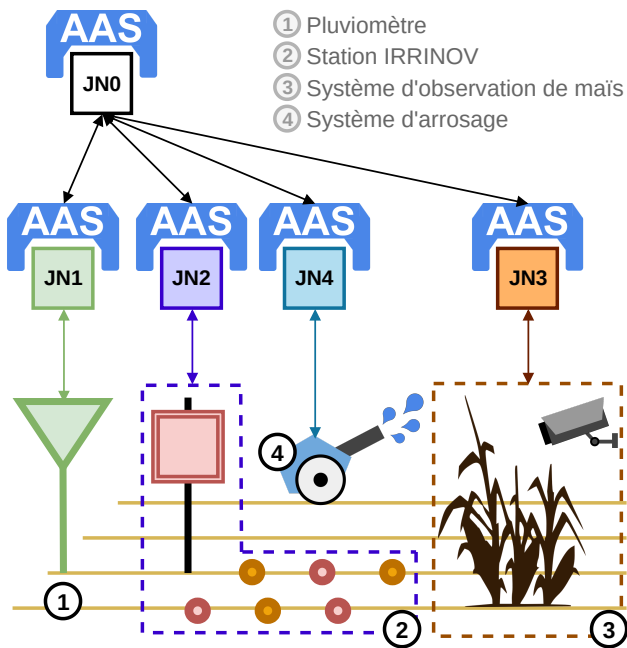 AAS
JN0
1 Pluviomètre
2 Station IRRINOV
3 Système d'observation de maïs
4 Système d'arrosage
AAS AAS AAS AAS
JN1 JN2 JN4 JN3
4
1
2
3